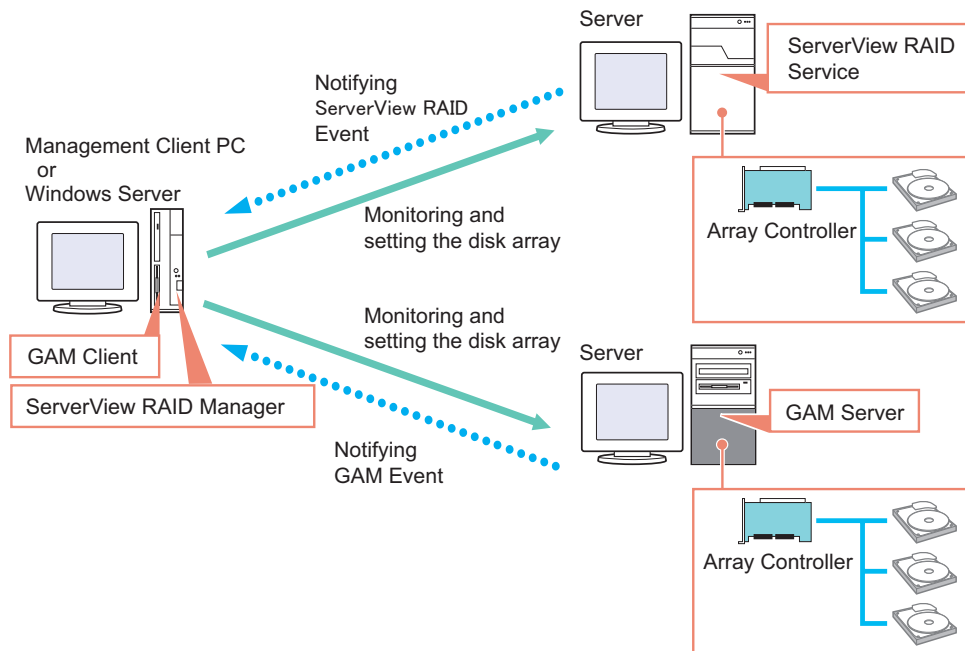 Server
ServerView RAID
Service
Notifying
ServerView RAID
Event
Management Client PC
or
Windows Server
Monitoring and
setting the disk array
Array Controller
GAM Client
ServerView RAID Manager
Monitoring and
setting the disk array
Server
GAM Server
Notifying
GAM Event
Array Controller